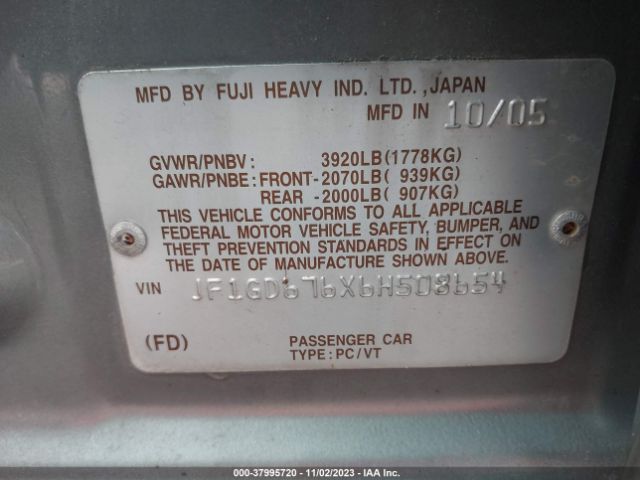 MFD BY FUJI HEAVY IND. LTD., JAPAN
MFD IN 10/05
GVWR/PNBV: 3920LB(1778KG)
GAWR/PNBE: FRONT-2070LB( 939KG)
REAR -2000LB( 907KG)
THIS VEHICLE CONFORMS TO ALL APPLICABLE
FEDERAL MOTOR VEHICLE SAFETY, BUMPER, AND
THEFT PREVENTION STANDARDS IN EFFECT ON
THE DATE OF MANUFACTURE SHOWN ABOVE.
VIN JF1GD676X6H508654
(FD) PASSENGER CAR
TYPE:PC/VT
000-37995720 - 11/02/2023 - IAA Inc.